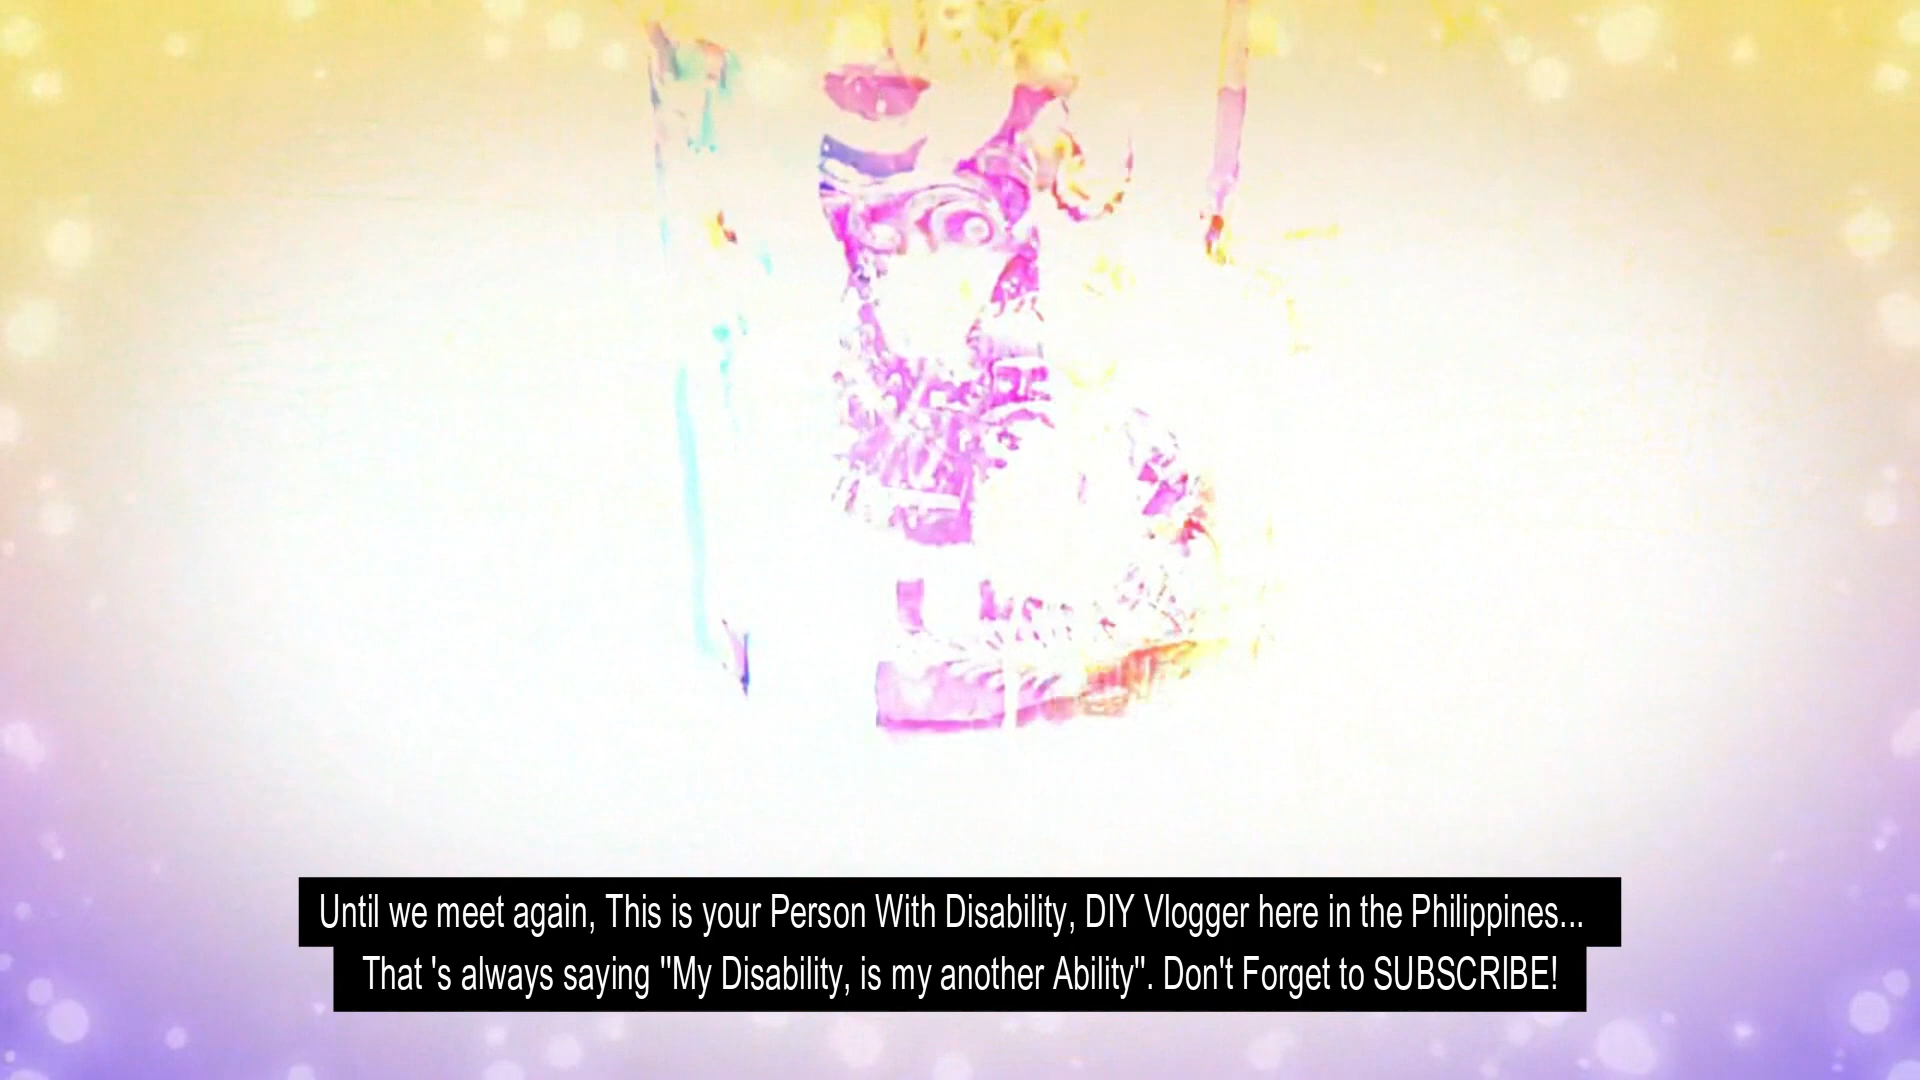 Until we meet again, This is your Person With Disability, DIY Vlogger here in the Philippines...
That 's always saying "My Disability, is my another Ability". Don't Forget to SUBSCRIBE!